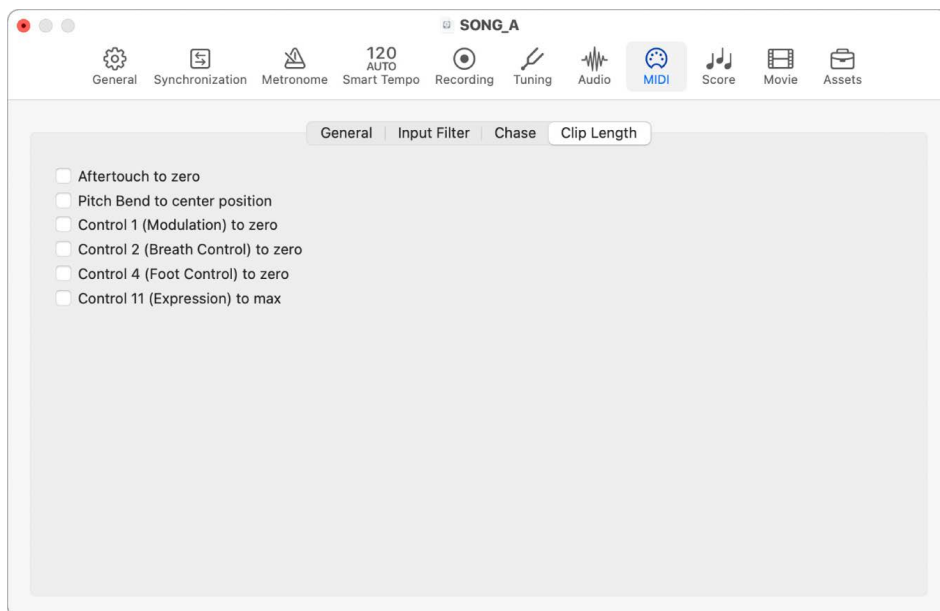 SONG_A
General Synchronization Metronome 120 AUTO Smart Tempo Recording Tuning Audio MIDI Score Movie Assets
General Input Filter Chase Clip Length
Aftertouch to zero
Pitch Bend to center position
Control 1 (Modulation) to zero
Control 2 (Breath Control) to zero
Control 4 (Foot Control) to zero
Control 11 (Expression) to max